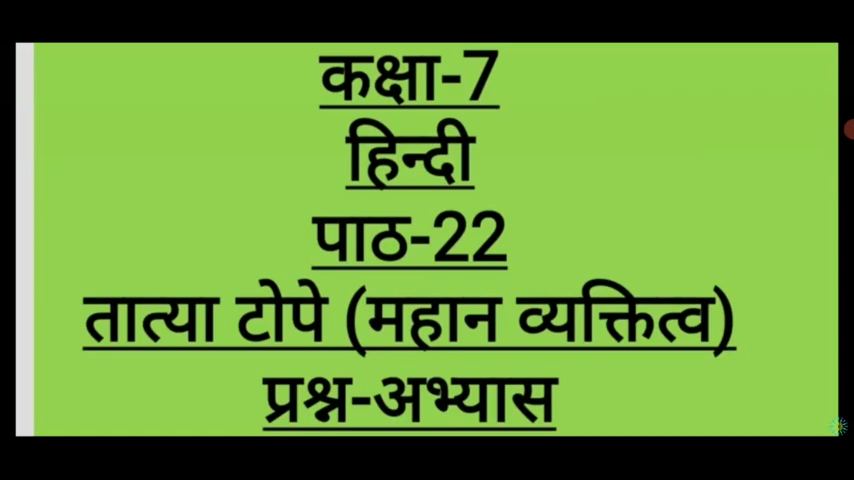 कक्षा-7
हिन्दी
पाठ-22
तात्या टोपे (महान व्यक्तित्व)
प्रश्न-अभ्यास